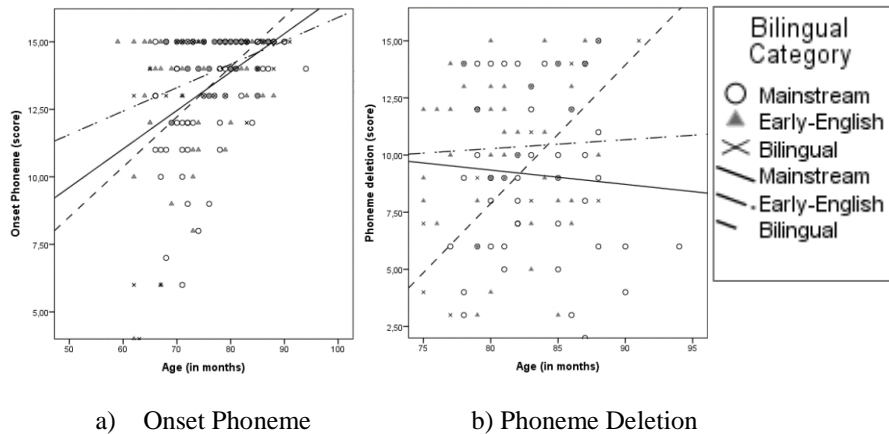 15,00
12,50
10,00
7,50
5,00
Onset Phoneme (score)
50 60 70 80 90 100
Age (in months)
15,00
12,50
10,00
7,50
5,00
2,50
Phoneme deletion (score)
75 80 85 90 95
Age (in months)
Bilingual
Category
Mainstream
Early-English
Bilingual
Mainstream
Early-English
Bilingual
a) Onset Phoneme
b) Phoneme Deletion